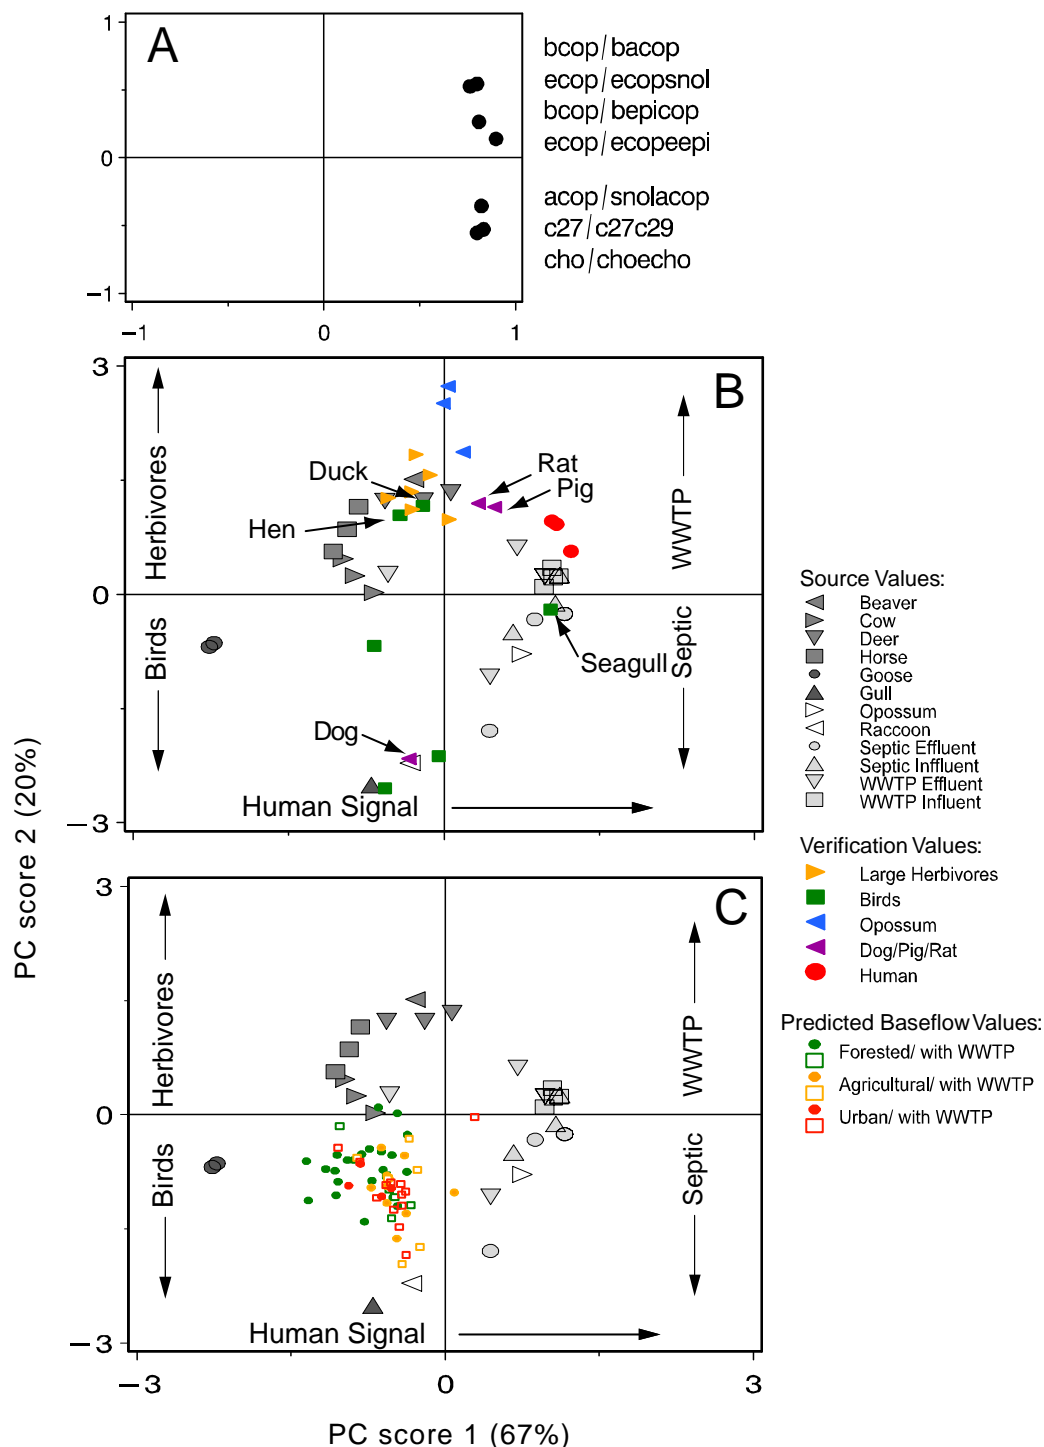 A
1
0
−1
−1
0
1
bcop/bacop
ecop/ecopsnol
bcop/bepicop
ecop/ecopeepi
acop/snolacop
c27/c27c29
cho/choecho
B
3
0
−3
Herbivores
Birds
WWTP
Septic
Duck
Hen
Rat
Pig
Seagull
Dog
Human Signal
Source Values:
Beaver
Cow
Deer
Horse
Goose
Gull
Opossum
Raccoon
Septic Effluent
Septic Inffluent
WWTP Effluent
WWTP Influent
Verification Values:
Large Herbivores
Birds
Opossum
Dog/Pig/Rat
Human
Predicted Baseflow Values:
Forested/ with WWTP
Agricultural/ with WWTP
Urban/ with WWTP
C
3
0
−3
Herbivores
Birds
WWTP
Septic
Human Signal
−3
0
3
PC score 1 (67%)
PC score 2 (20%)